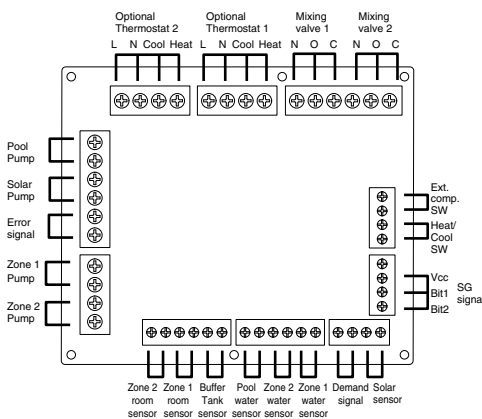 Optional Thermostat 2
L N Cool Heat
Optional Thermostat 1
L N Cool Heat
Mixing valve 1
N O C
Mixing valve 2
N O C
Pool Pump
Solar Pump
Error signal
Zone 1 Pump
Zone 2 Pump
Ext. comp. SW
Heat/ Cool SW
Vcc
Bit1
Bit2
SG signa
Zone 2 room sensor
Zone 1 room sensor
Buffer Tank sensor
Pool water sensor
Zone 2 water sensor
Zone 1 water sensor
Demand signal
Solar sensor